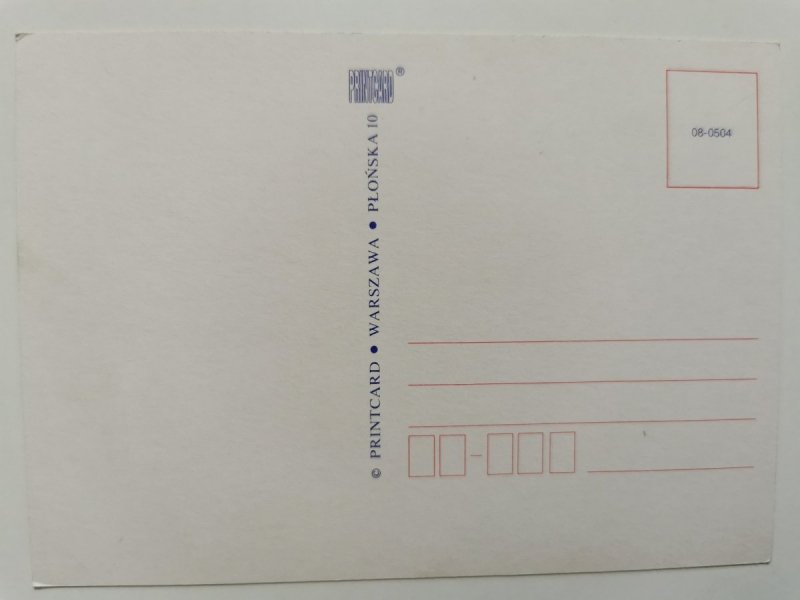 PRINTCARD®
08-0504
© PRINTCARD • WARSZAWA • PŁOŃSKA 10